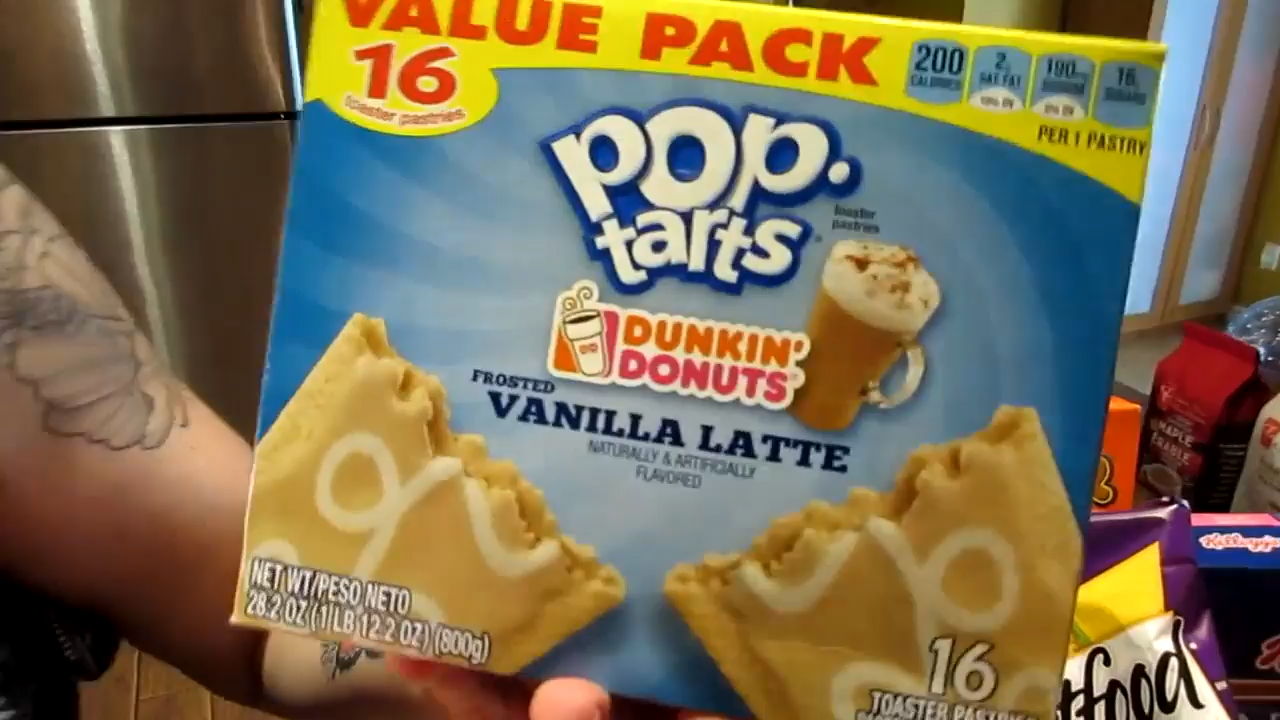 VALUE PACK
16
toaster pastries
200
CALORIES
2g
SAT FAT
10% DV
190mg
SODIUM
8% DV
16g
SUGARS
PER 1 PASTRY
POP.
tarts
toaster
pastries
DUNKIN'
DONUTS
FROSTED
VANILLA LATTE
NATURALLY & ARTIFICIALLY
FLAVORED
NET WT/PESO NETO
28.2 OZ (1 LB 12.2 OZ) (800g)
16
TOASTER PASTRIES
MAPLE
ERABLE
Kellogg's
food